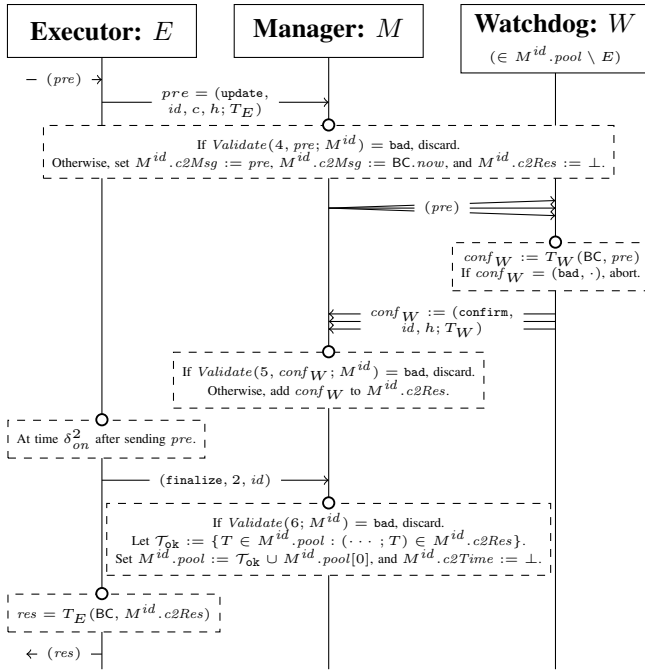 Executor: E
Manager: M
Watchdog: W
(∈ M^{id}.pool \ E)
(pre)
pre = (update,
id, c, h; T_E)
If Validate(4, pre; M^{id}) = bad, discard.
Otherwise, set M^{id}.c2Msg := pre, M^{id}.c2Msg := BC.now, and M^{id}.c2Res := ⊥.
(pre)
conf_W := T_W(BC, pre)
If conf_W = (bad, ·), abort.
conf_W := (confirm,
id, h; T_W)
If Validate(5, conf_W; M^{id}) = bad, discard.
Otherwise, add conf_W to M^{id}.c2Res.
At time δ^2_{on} after sending pre.
(finalize, 2, id)
If Validate(6; M^{id}) = bad, discard.
Let 𝒯_ok := {T ∈ M^{id}.pool : (··· ; T) ∈ M^{id}.c2Res}.
Set M^{id}.pool := 𝒯_ok ∪ M^{id}.pool[0], and M^{id}.c2Time := ⊥.
res = T_E(BC, M^{id}.c2Res)
(res)